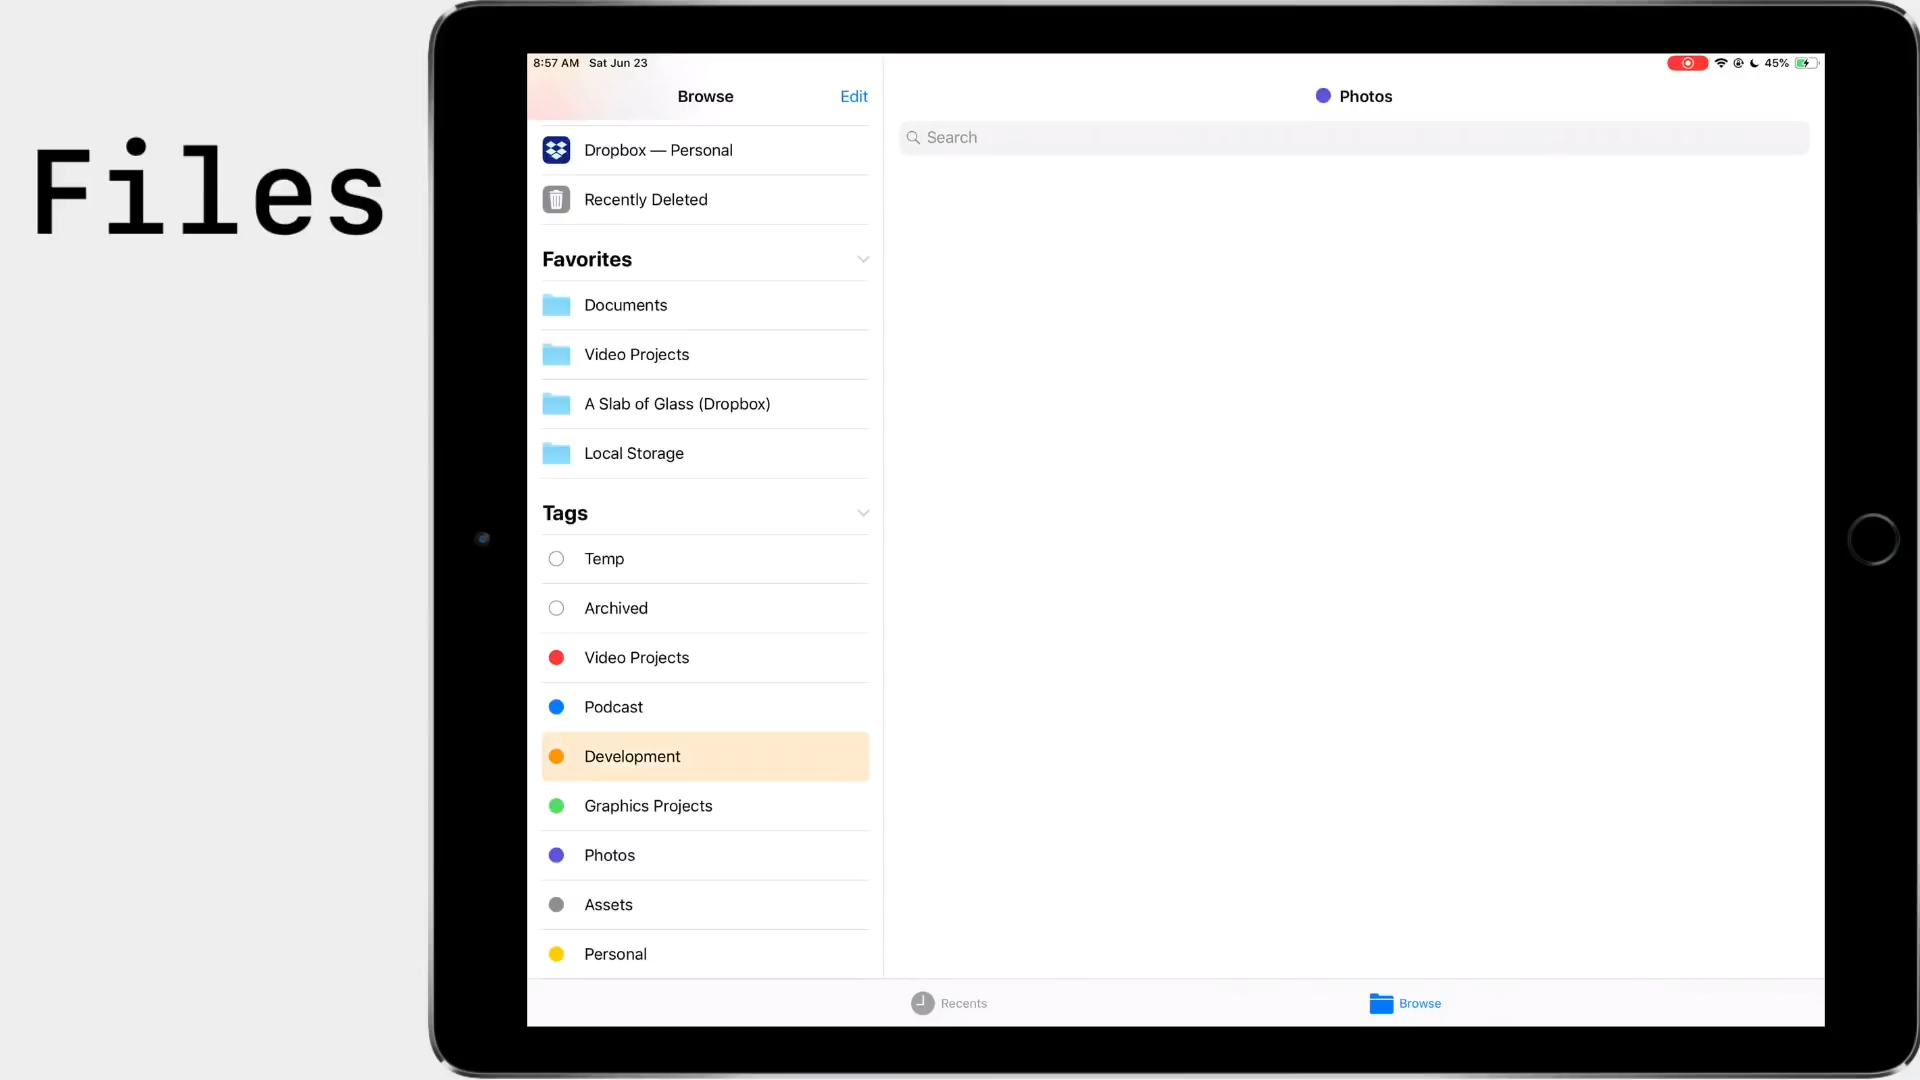 Files
8:57 AM Sat Jun 23
45%
Browse
Edit
Dropbox — Personal
Recently Deleted
Favorites
Documents
Video Projects
A Slab of Glass (Dropbox)
Local Storage
Tags
Temp
Archived
Video Projects
Podcast
Development
Graphics Projects
Photos
Assets
Personal
Photos
Search
Recents
Browse